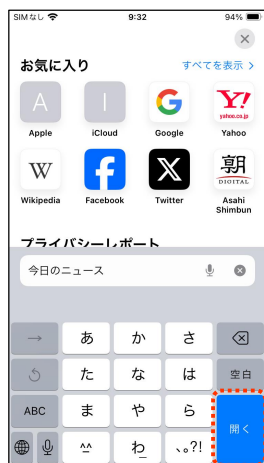 SIMなし 9:32 94%
お気に入り すべてを表示 >
A I G Y! yahoo.co.jp
Apple iCloud Google Yahoo
W f X 朝 DIGITAL
Wikipedia Facebook Twitter Asahi Shimbun
プライバシーレポート
今日のニュース
→ あ か さ
た な は 空白
ABC ま や ら 開く
^^ わ 、。?!